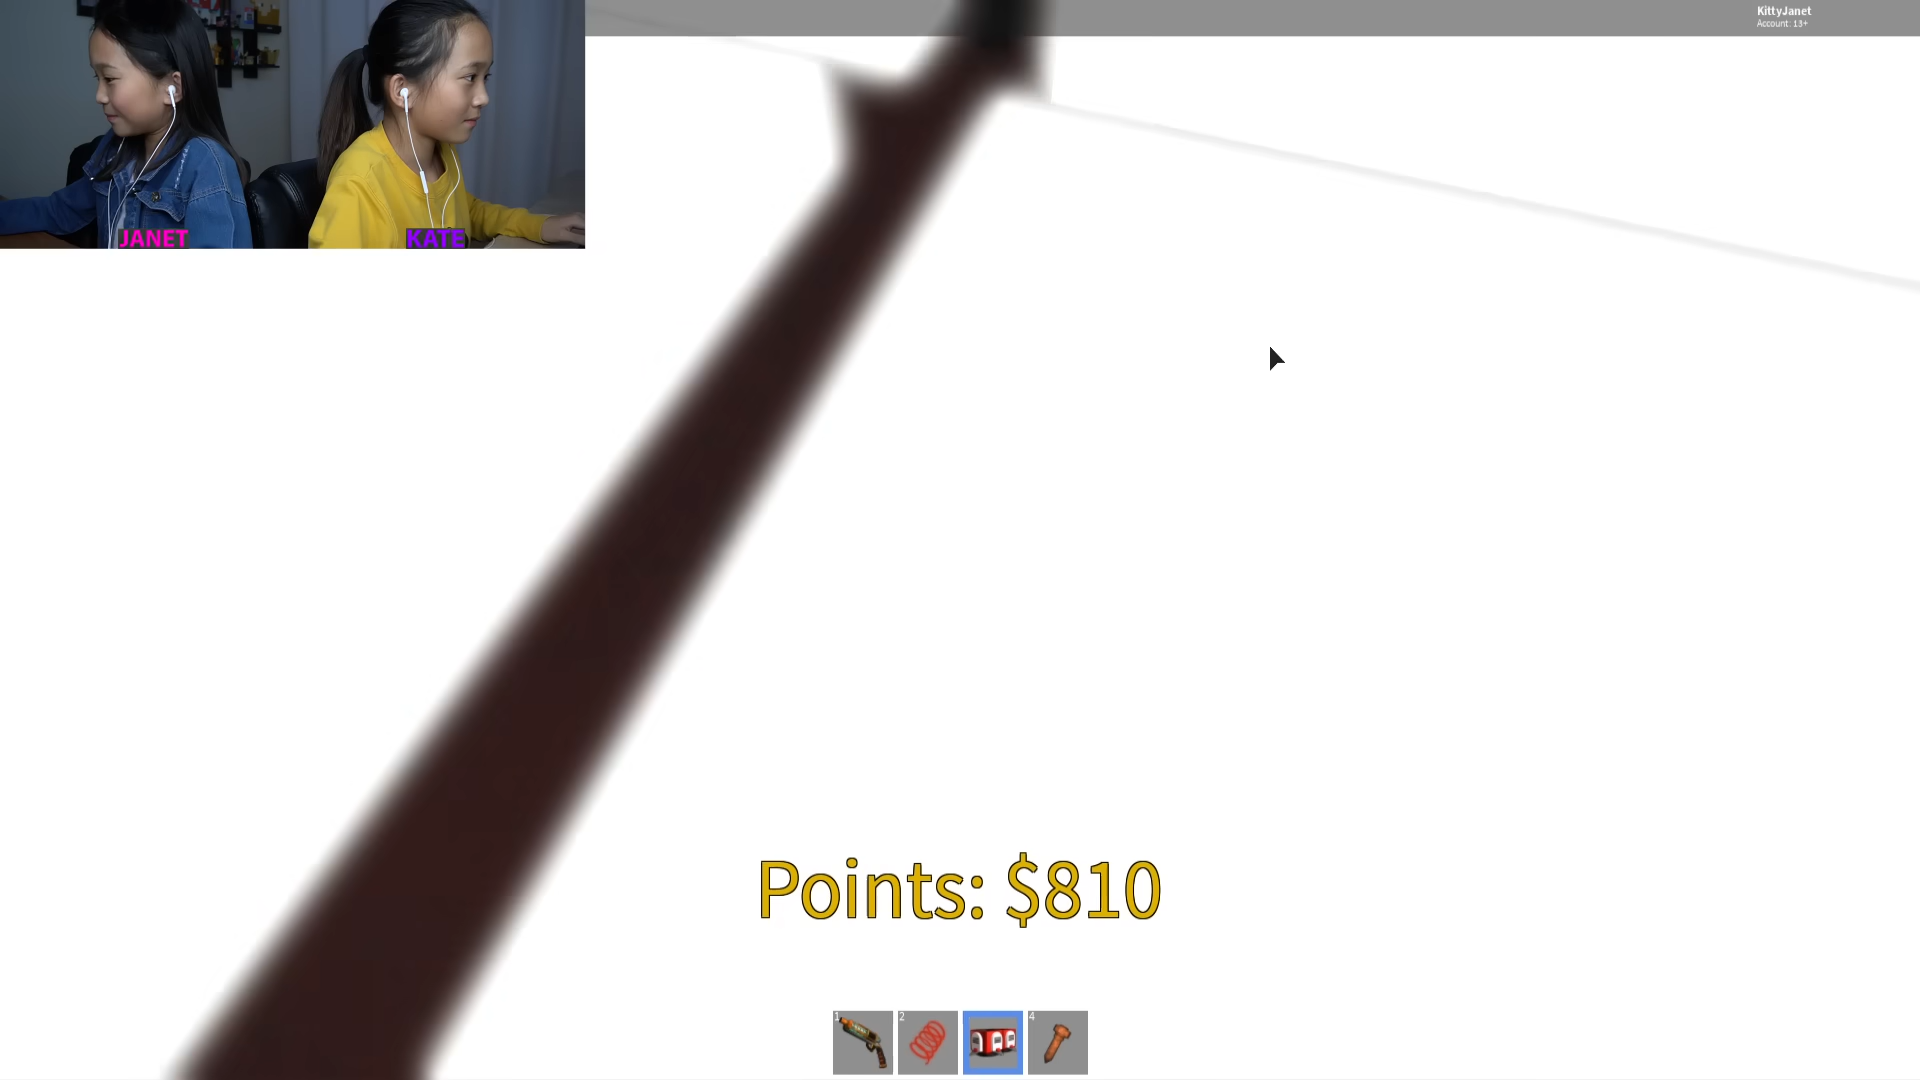 KittyJanet
Account: 13+
JANET
KATE
Points: $810
1
2
4